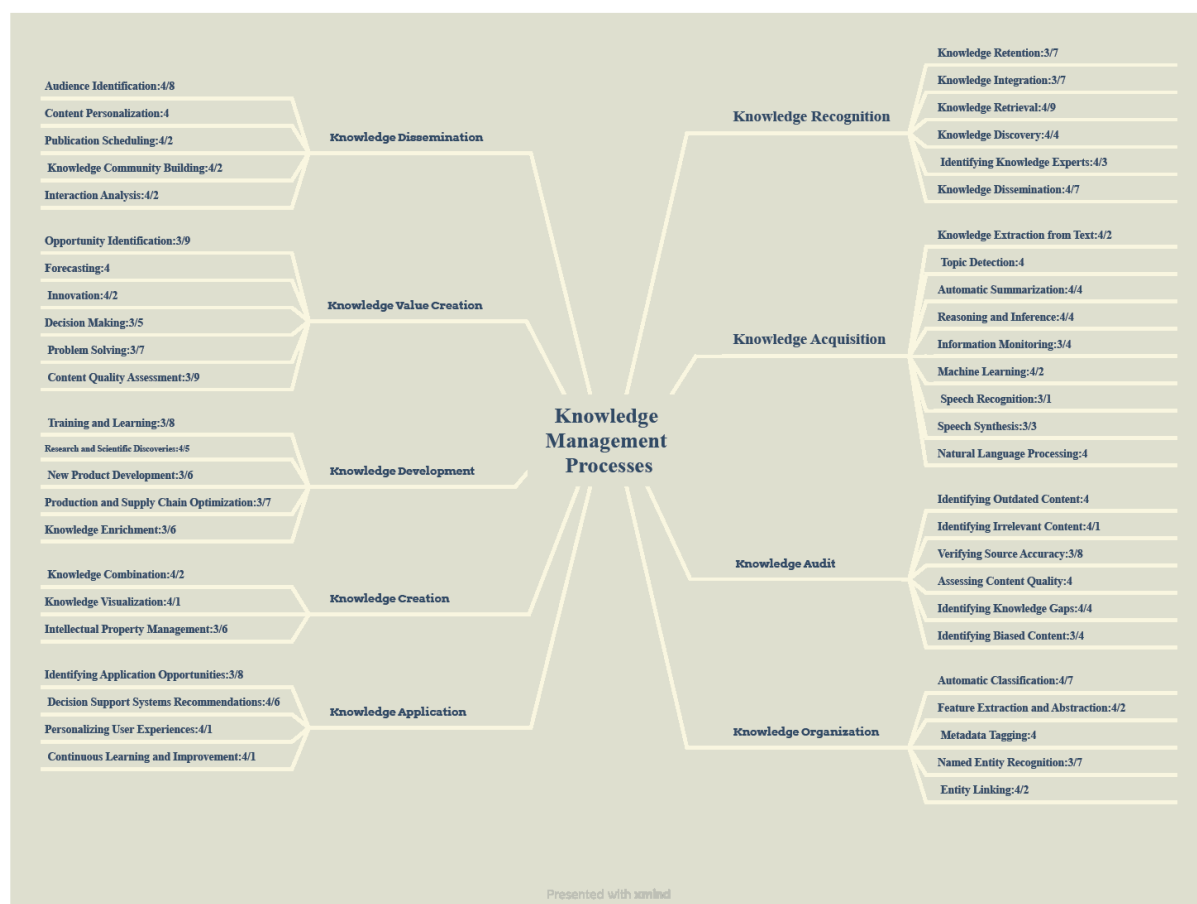 Knowledge
Management
Processes
Knowledge Recognition
Knowledge Retention:3/7
Knowledge Integration:3/7
Knowledge Retrieval:4/9
Knowledge Discovery:4/4
Identifying Knowledge Experts:4/3
Knowledge Dissemination:4/7
Knowledge Acquisition
Knowledge Extraction from Text:4/2
Topic Detection:4
Automatic Summarization:4/4
Reasoning and Inference:4/4
Information Monitoring:3/4
Machine Learning:4/2
Speech Recognition:3/1
Speech Synthesis:3/3
Natural Language Processing:4
Knowledge Audit
Identifying Outdated Content:4
Identifying Irrelevant Content:4/1
Verifying Source Accuracy:3/8
Assessing Content Quality:4
Identifying Knowledge Gaps:4/4
Identifying Biased Content:3/4
Knowledge Organization
Automatic Classification:4/7
Feature Extraction and Abstraction:4/2
Metadata Tagging:4
Named Entity Recognition:3/7
Entity Linking:4/2
Knowledge Dissemination
Audience Identification:4/8
Content Personalization:4
Publication Scheduling:4/2
Knowledge Community Building:4/2
Interaction Analysis:4/2
Knowledge Value Creation
Opportunity Identification:3/9
Forecasting:4
Innovation:4/2
Decision Making:3/5
Problem Solving:3/7
Content Quality Assessment:3/9
Knowledge Development
Training and Learning:3/8
Research and Scientific Discoveries:4/5
New Product Development:3/6
Production and Supply Chain Optimization:3/7
Knowledge Enrichment:3/6
Knowledge Creation
Knowledge Combination:4/2
Knowledge Visualization:4/1
Intellectual Property Management:3/6
Knowledge Application
Identifying Application Opportunities:3/8
Decision Support Systems Recommendations:4/6
Personalizing User Experiences:4/1
Continuous Learning and Improvement:4/1
Presented with xmind